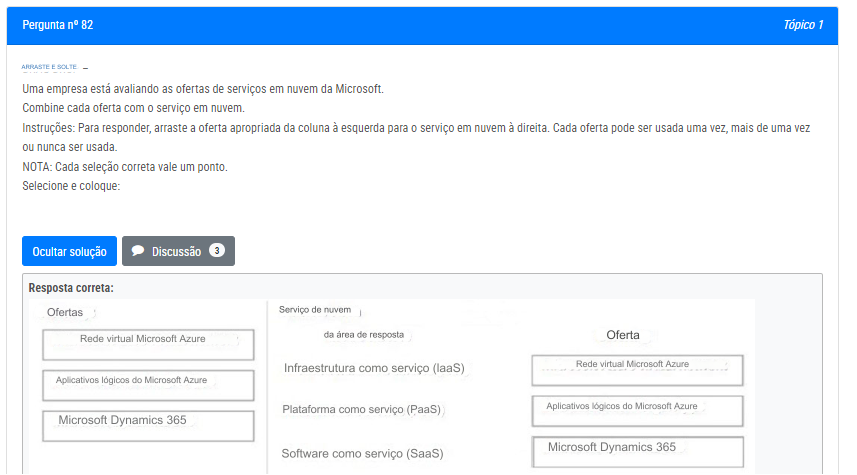 Pergunta nº 82
Tópico 1
ARRASTE E SOLTE
Uma empresa está avaliando as ofertas de serviços em nuvem da Microsoft.
Combine cada oferta com o serviço em nuvem.
Instruções: Para responder, arraste a oferta apropriada da coluna à esquerda para o serviço em nuvem à direita. Cada oferta pode ser usada uma vez, mais de uma vez
ou nunca ser usada.
NOTA: Cada seleção correta vale um ponto.
Selecione e coloque:
Ocultar solução
Discussão 3
Resposta correta:
Ofertas
Serviço de nuvem
Rede virtual Microsoft Azure
da área de resposta
Oferta
Infraestrutura como serviço (IaaS)
Rede virtual Microsoft Azure
Aplicativos lógicos do Microsoft Azure
Plataforma como serviço (PaaS)
Aplicativos lógicos do Microsoft Azure
Microsoft Dynamics 365
Software como serviço (SaaS)
Microsoft Dynamics 365